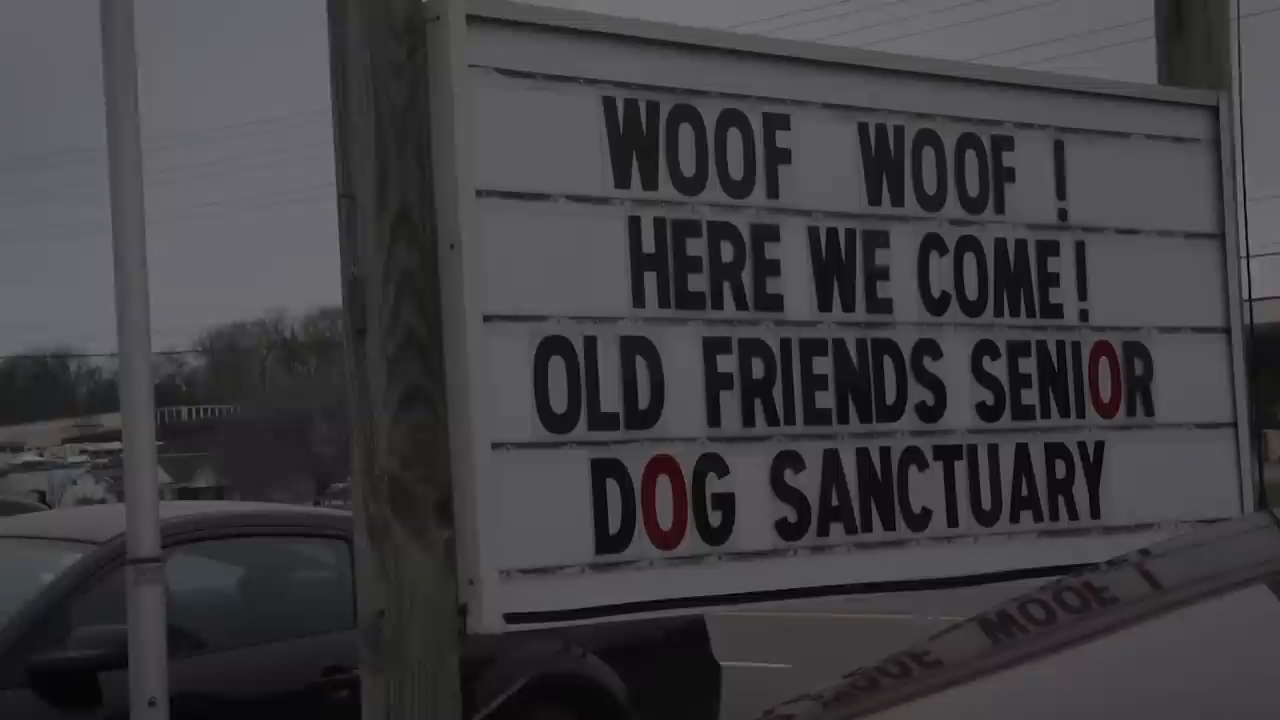 WOOF WOOF !
HERE WE COME!
OLD FRIENDS SENIOR
DOG SANCTUARY